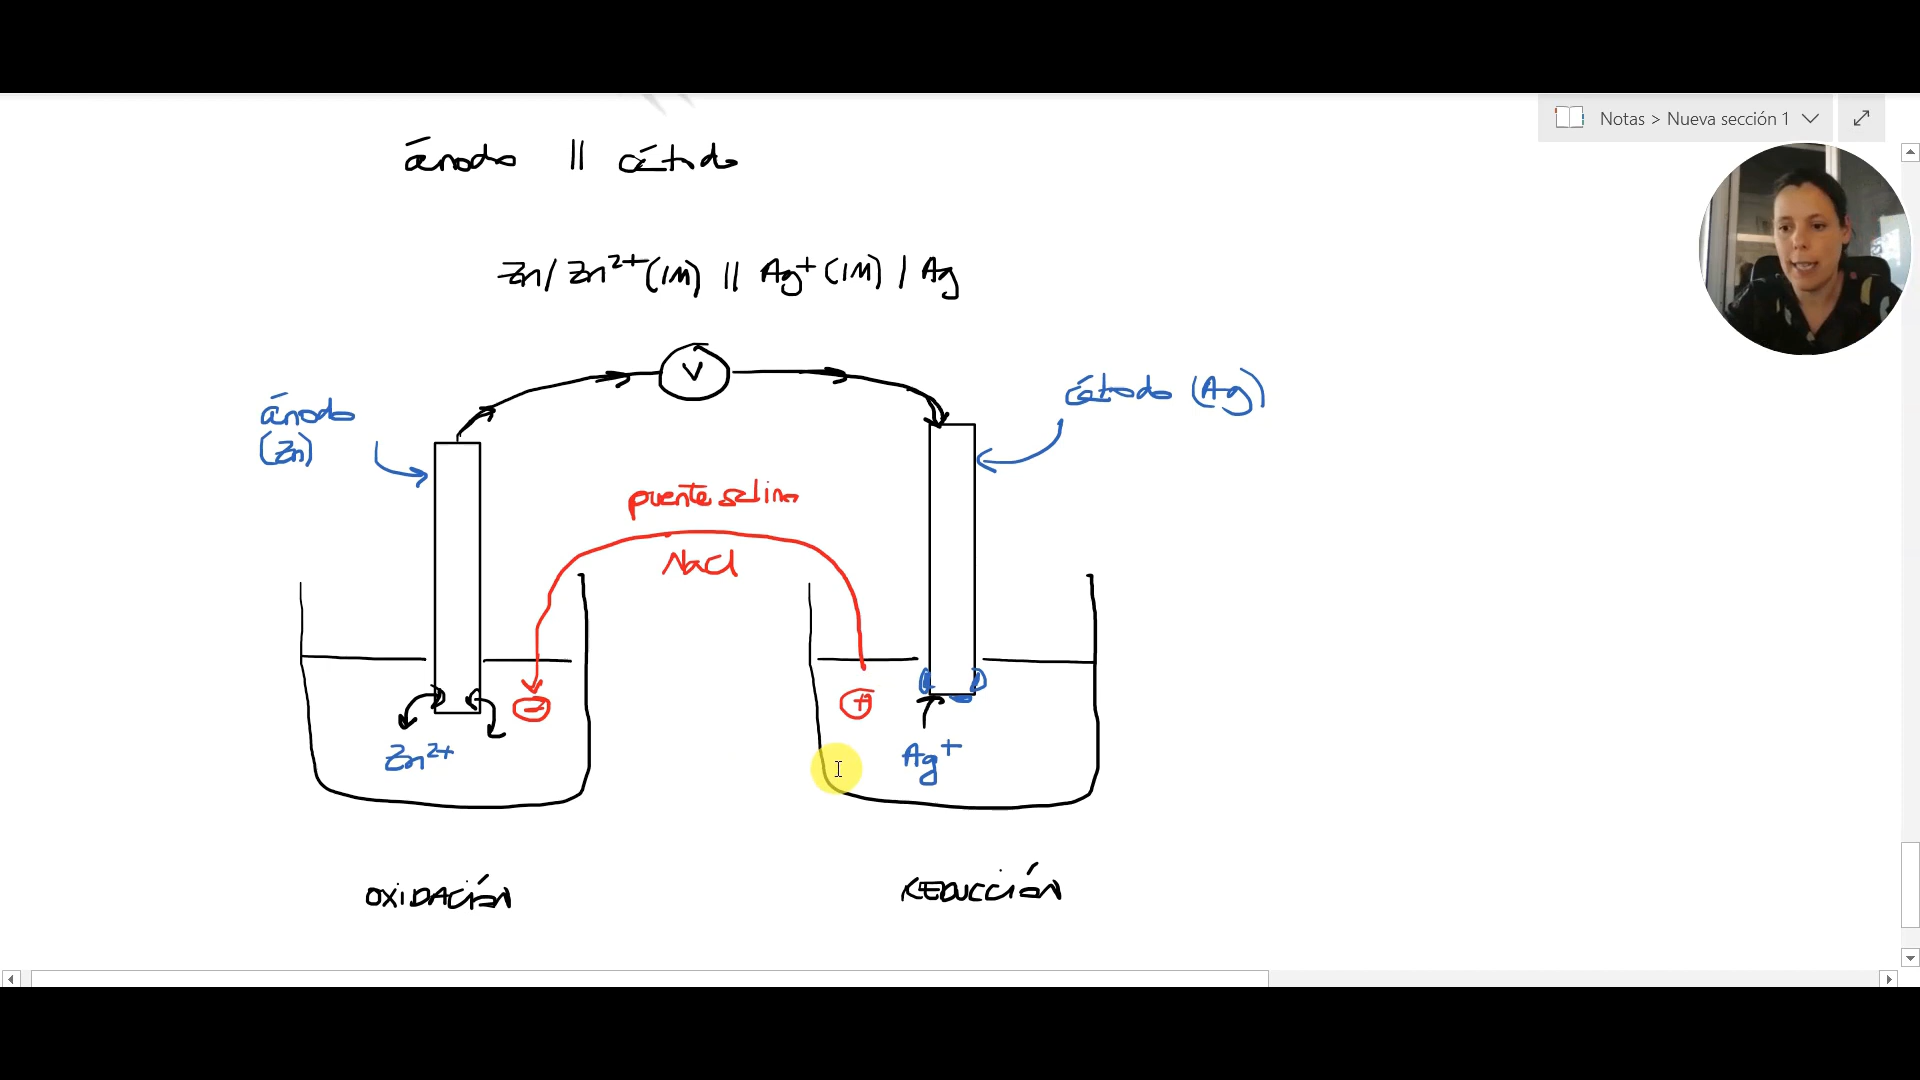 Notas > Nueva sección 1
ánodo || cátodo
Zn / Zn²⁺ (1M) || Ag⁺ (1M) / Ag
V
ánodo
(Zn)
cátodo (Ag)
puente salino
NaCl
-
+
Zn²⁺
Ag⁺
OXIDACIÓN
REDUCCIÓN